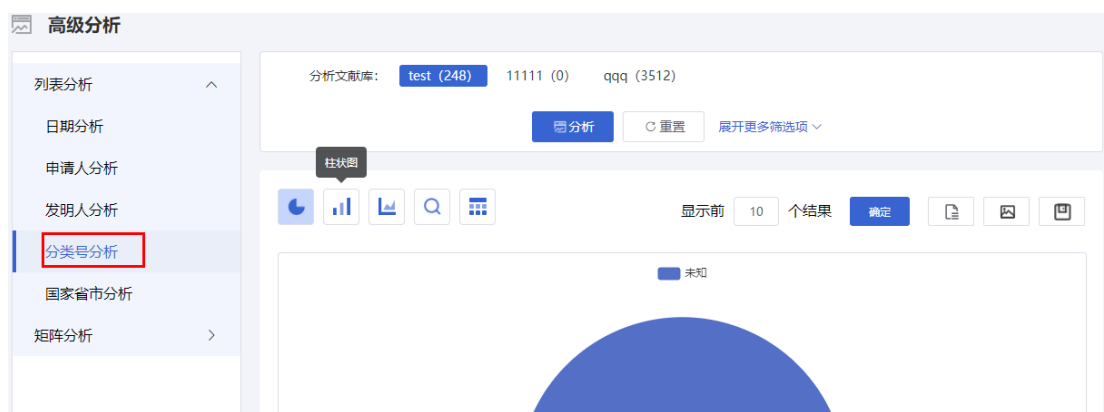 高级分析
列表分析
日期分析
申请人分析
发明人分析
分类号分析
国家省市分析
矩阵分析
分析文献库： test (248) 11111 (0) qqq (3512)
分析 重置 展开更多筛选项
柱状图
显示前 10 个结果 确定
未知